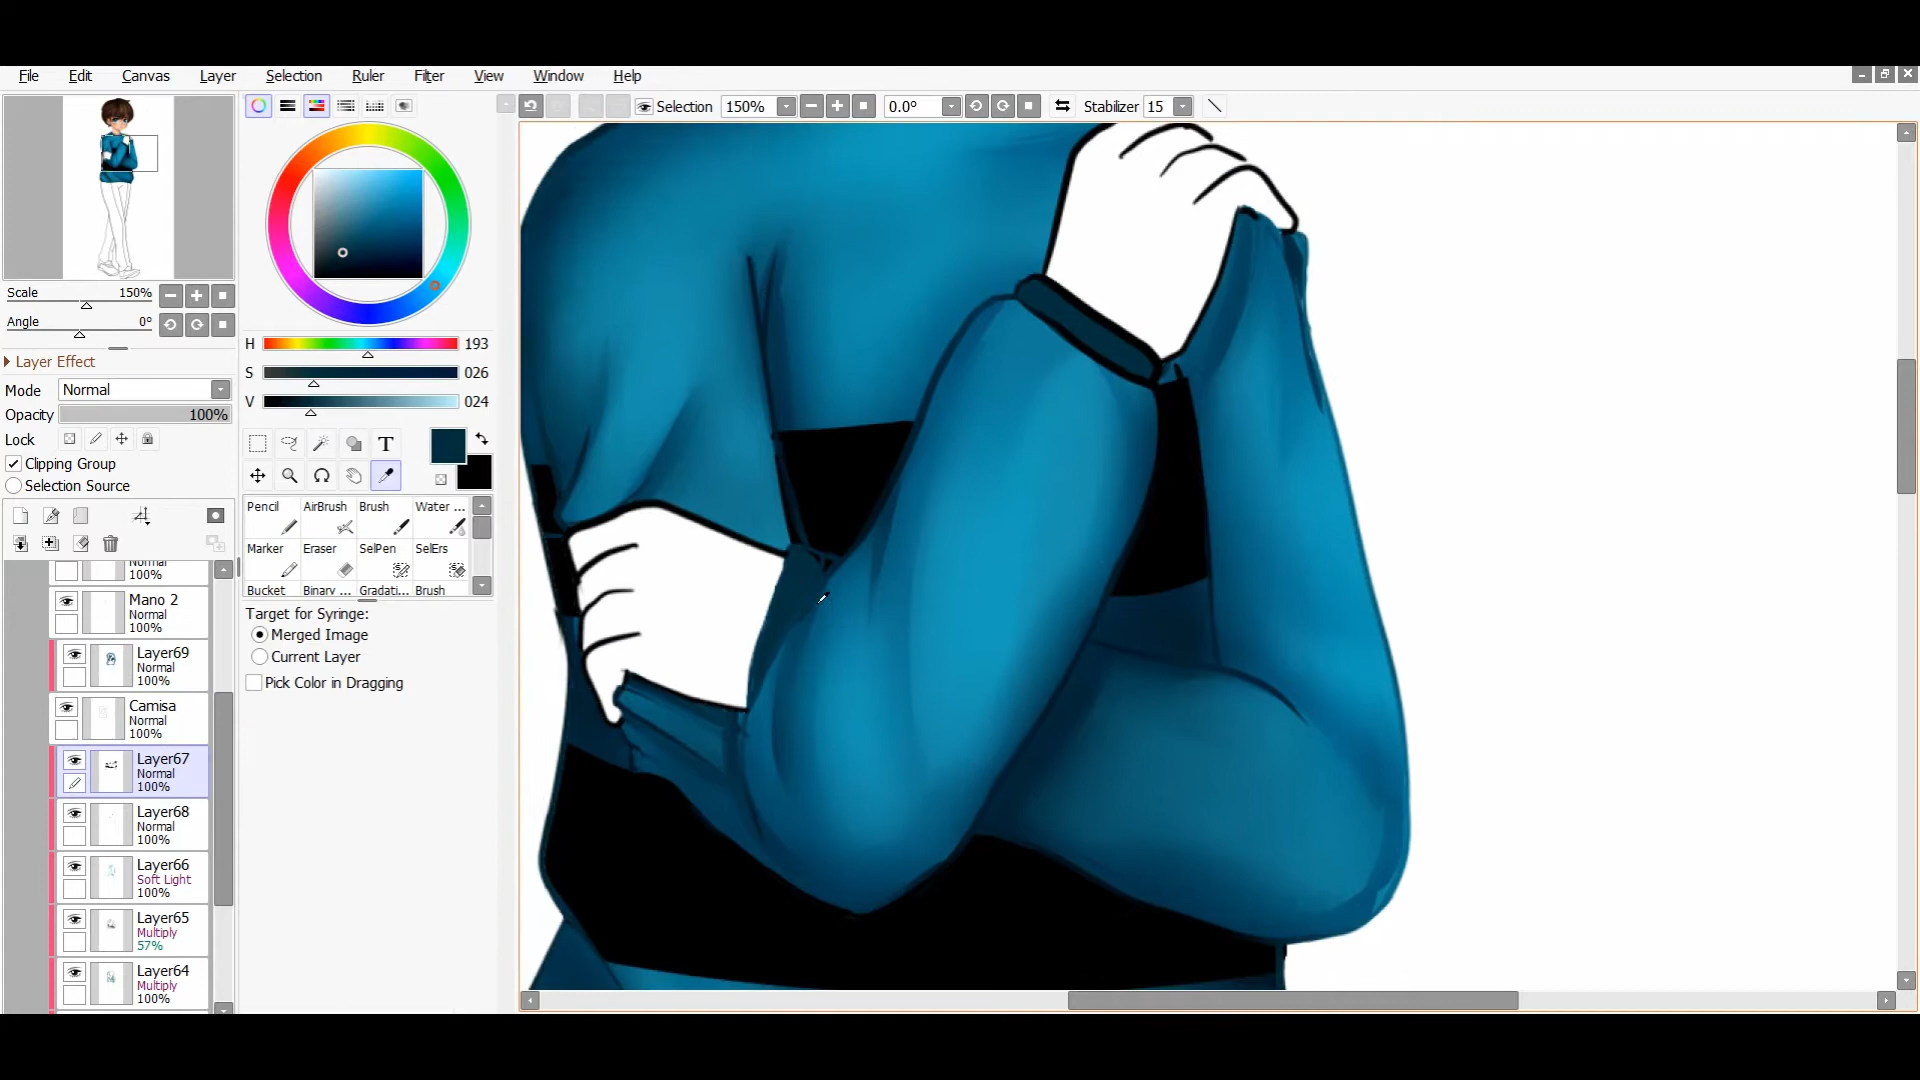 File Edit Canvas Layer Selection Ruler Filter View Window Help
Selection 150% 0.0° Stabilizer 15
Scale 150%
Angle 0°
Layer Effect
Mode Normal
Opacity 100%
Lock
Clipping Group
Selection Source
Normal
100%
Mano 2
Normal
100%
Layer69
Normal
100%
Camisa
Normal
100%
Layer67
Normal
100%
Layer68
Normal
100%
Layer66
Soft Light
100%
Layer65
Multiply
57%
Layer64
Multiply
100%
H 193
S 026
V 024
T
Pencil AirBrush Brush Water ...
Marker Eraser SelPen SelErs
Bucket Binary ... Gradati... Brush
Target for Syringe:
Merged Image
Current Layer
Pick Color in Dragging